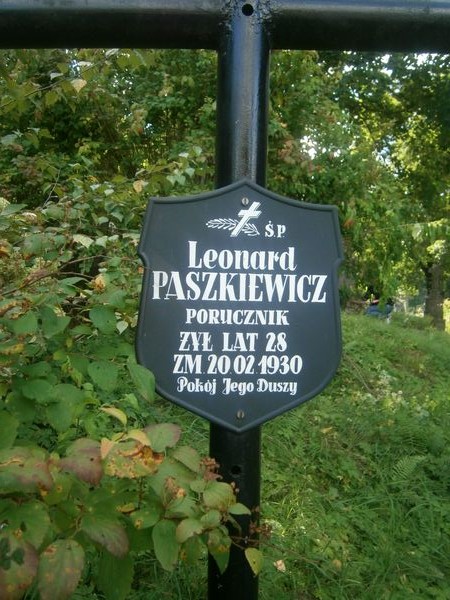 Ś.P.
Leonard
PASZKIEWICZ
PORUCZNIK
ŻYŁ LAT 28
ZM 20 02 1930
Pokój Jego Duszy